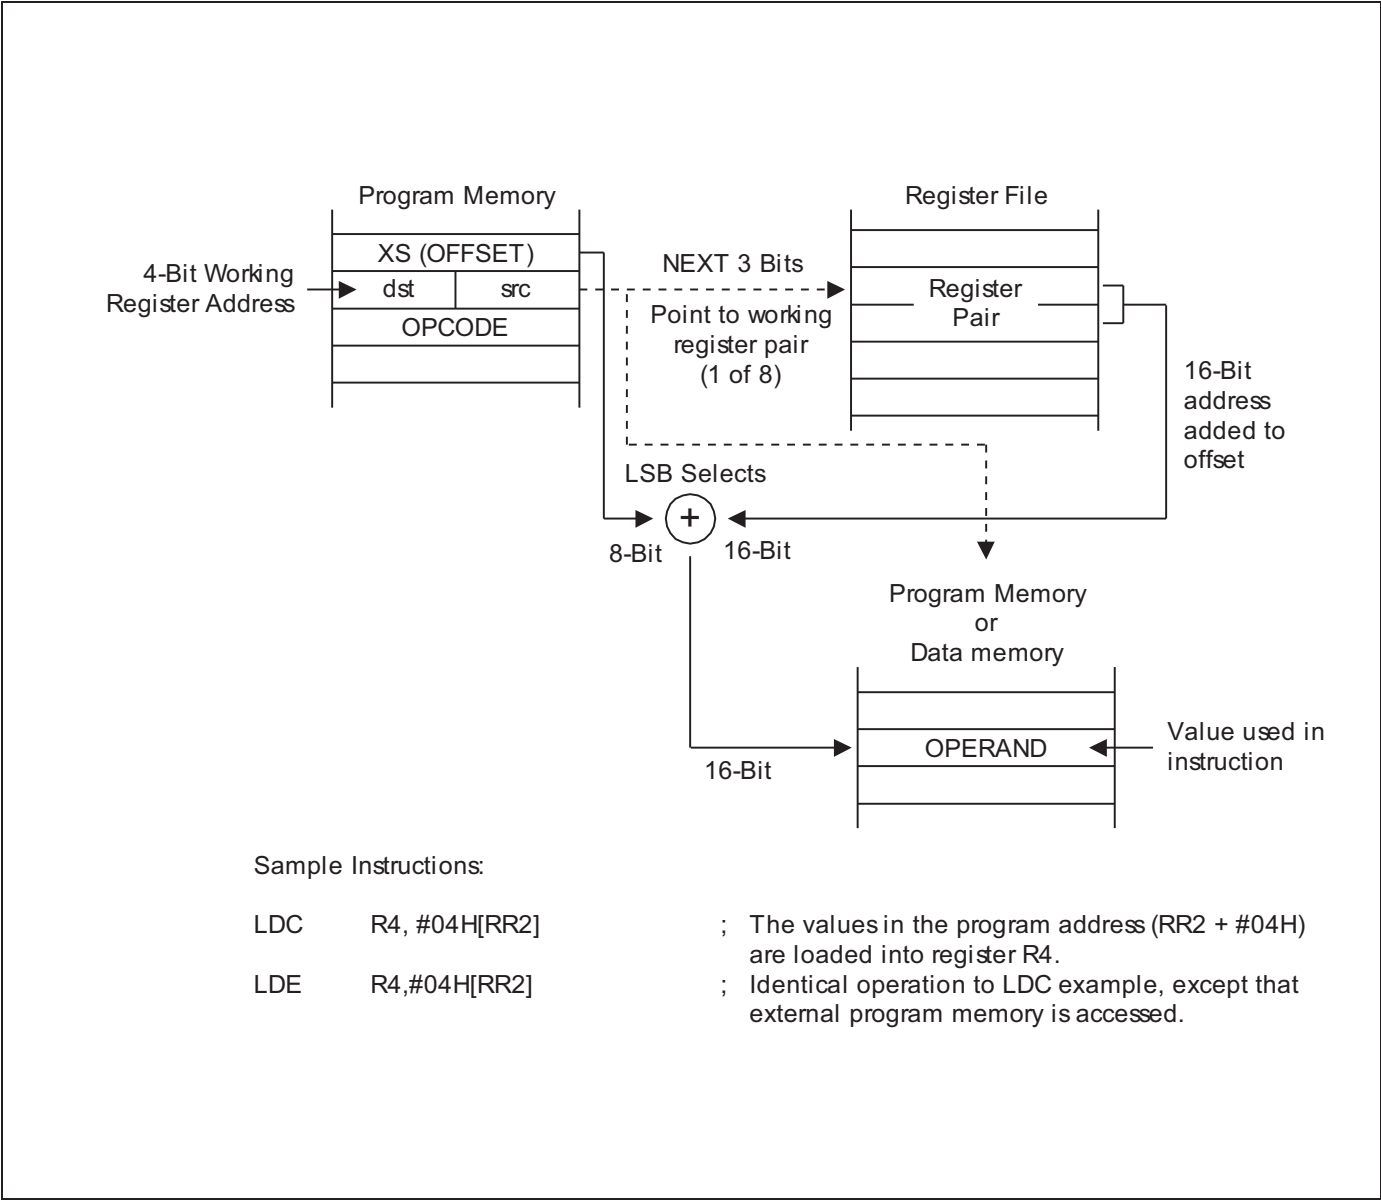 Program Memory
Register File
XS (OFFSET)
4-Bit Working
Register Address
dst
src
OPCODE
NEXT 3 Bits
Point to working
register pair
(1 of 8)
Register
Pair
16-Bit
address
added to
offset
LSB Selects
+
8-Bit
16-Bit
Program Memory
or
Data memory
OPERAND
Value used in
instruction
16-Bit
Sample Instructions:
LDC R4, #04H[RR2] ; The values in the program address (RR2 + #04H)
are loaded into register R4.
LDE R4,#04H[RR2] ; Identical operation to LDC example, except that
external program memory is accessed.